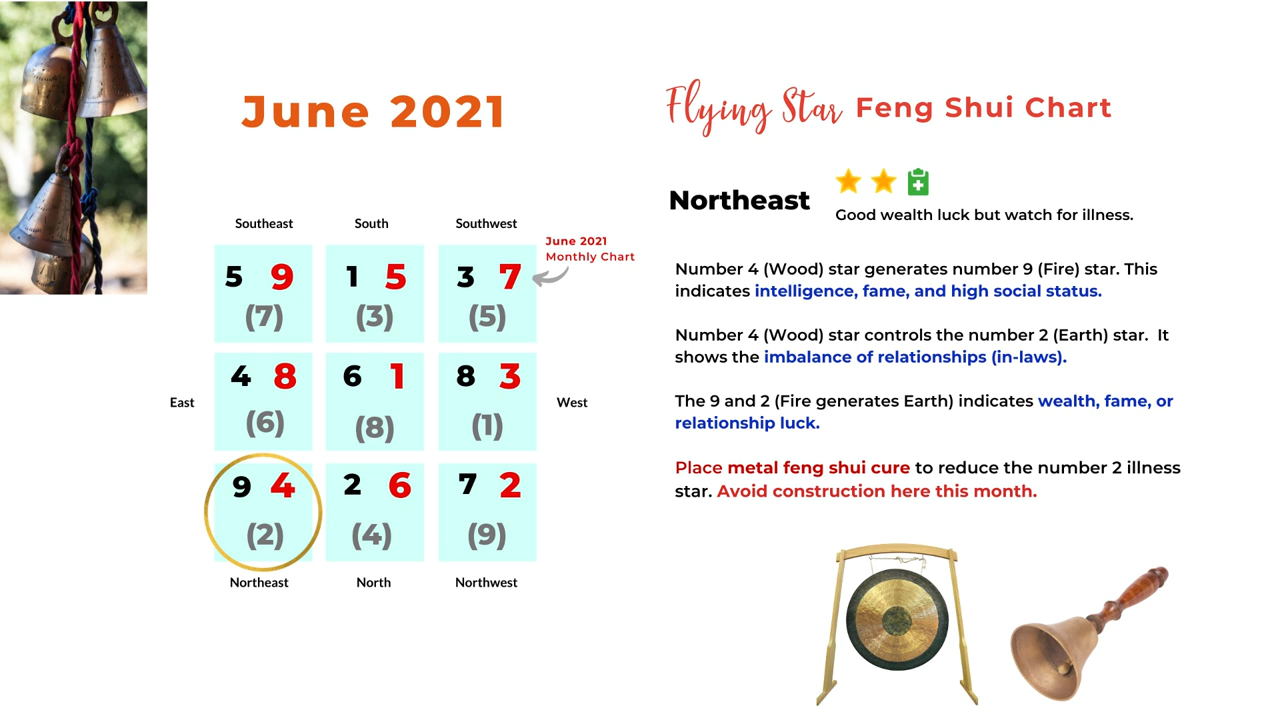 June 2021
Flying Star Feng Shui Chart
Northeast
Good wealth luck but watch for illness.
Southeast South Southwest
June 2021
Monthly Chart
5 9 1 5 3 7
(7) (3) (5)
4 8 6 1 8 3
East West
(6) (8) (1)
9 4 2 6 7 2
(2) (4) (9)
Northeast North Northwest
Number 4 (Wood) star generates number 9 (Fire) star. This
indicates intelligence, fame, and high social status.
Number 4 (Wood) star controls the number 2 (Earth) star. It
shows the imbalance of relationships (in-laws).
The 9 and 2 (Fire generates Earth) indicates wealth, fame, or
relationship luck.
Place metal feng shui cure to reduce the number 2 illness
star. Avoid construction here this month.